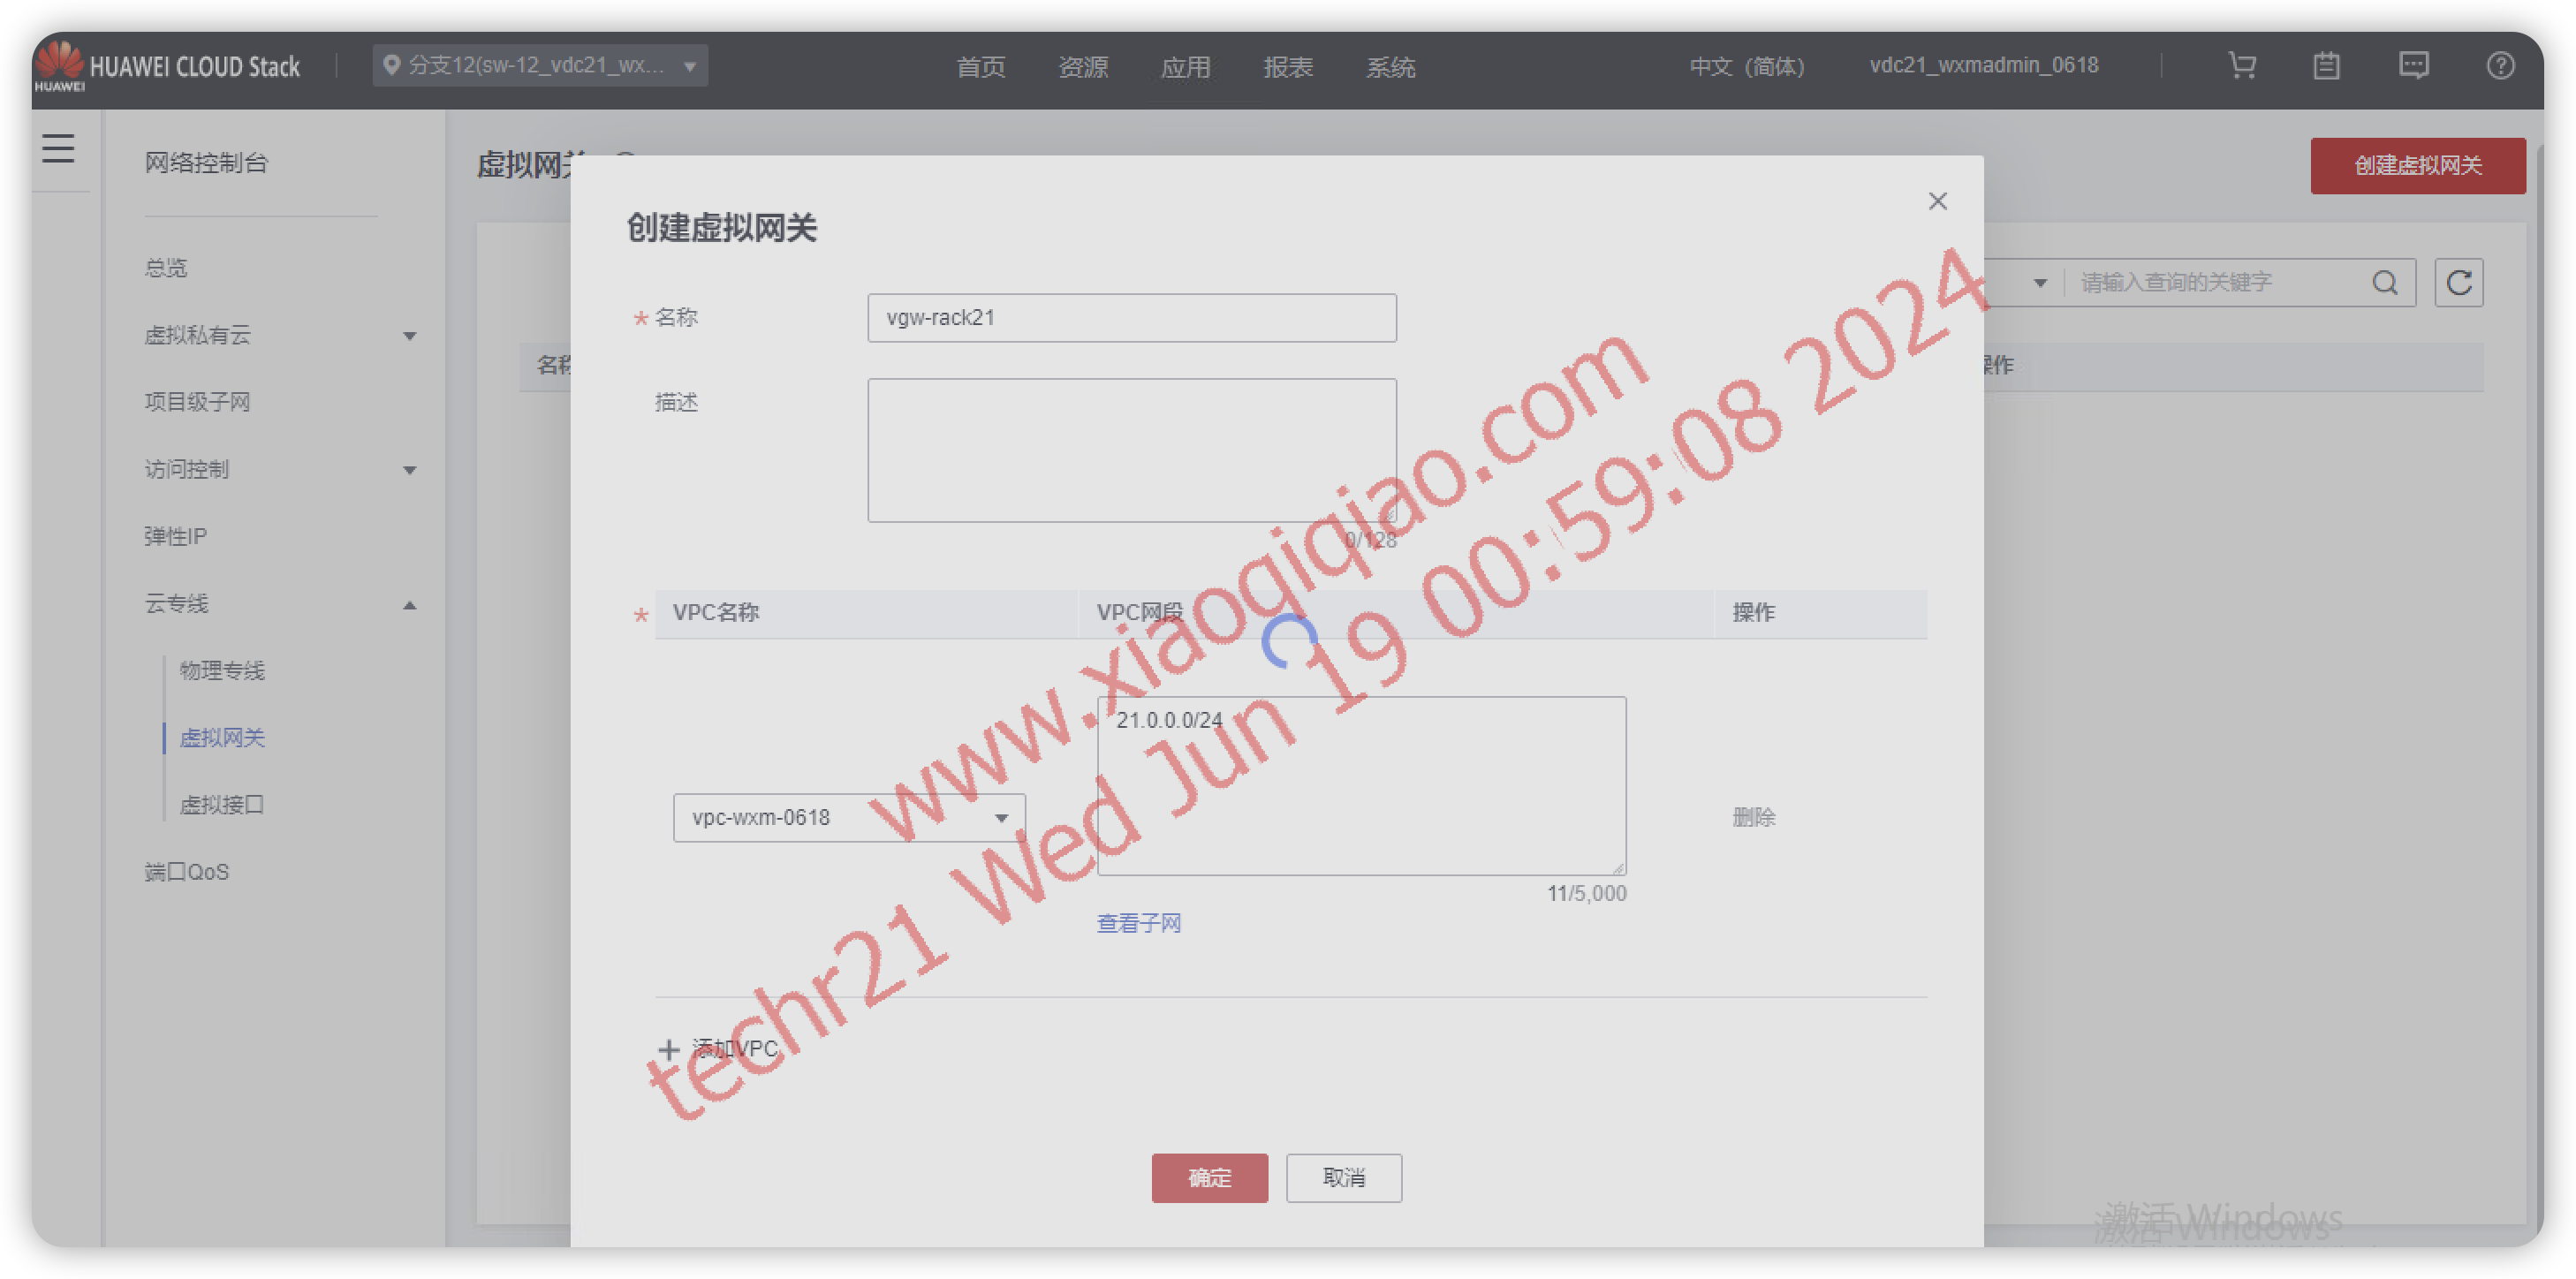 HUAWEI
HUAWEI CLOUD Stack
分支12(sw-12_vdc21_wx...
首页
资源
应用
报表
系统
中文（简体）
vdc21_wxmadmin_0618
网络控制台
总览
虚拟私有云
项目级子网
访问控制
弹性IP
云专线
物理专线
虚拟网关
虚拟接口
端口QoS
虚拟网关
创建虚拟网关
请输入查询的关键字
名称
操作
创建虚拟网关
* 名称
vgw-rack21
描述
0/128
* VPC名称
VPC网段
操作
vpc-wxm-0618
21.0.0.0/24
删除
11/5,000
查看子网
添加VPC
确定
取消
www.xiaoqiqiao.com
techr21 Wed Jun 19 00:59:08 2024
激活 Windows
激活 Windows